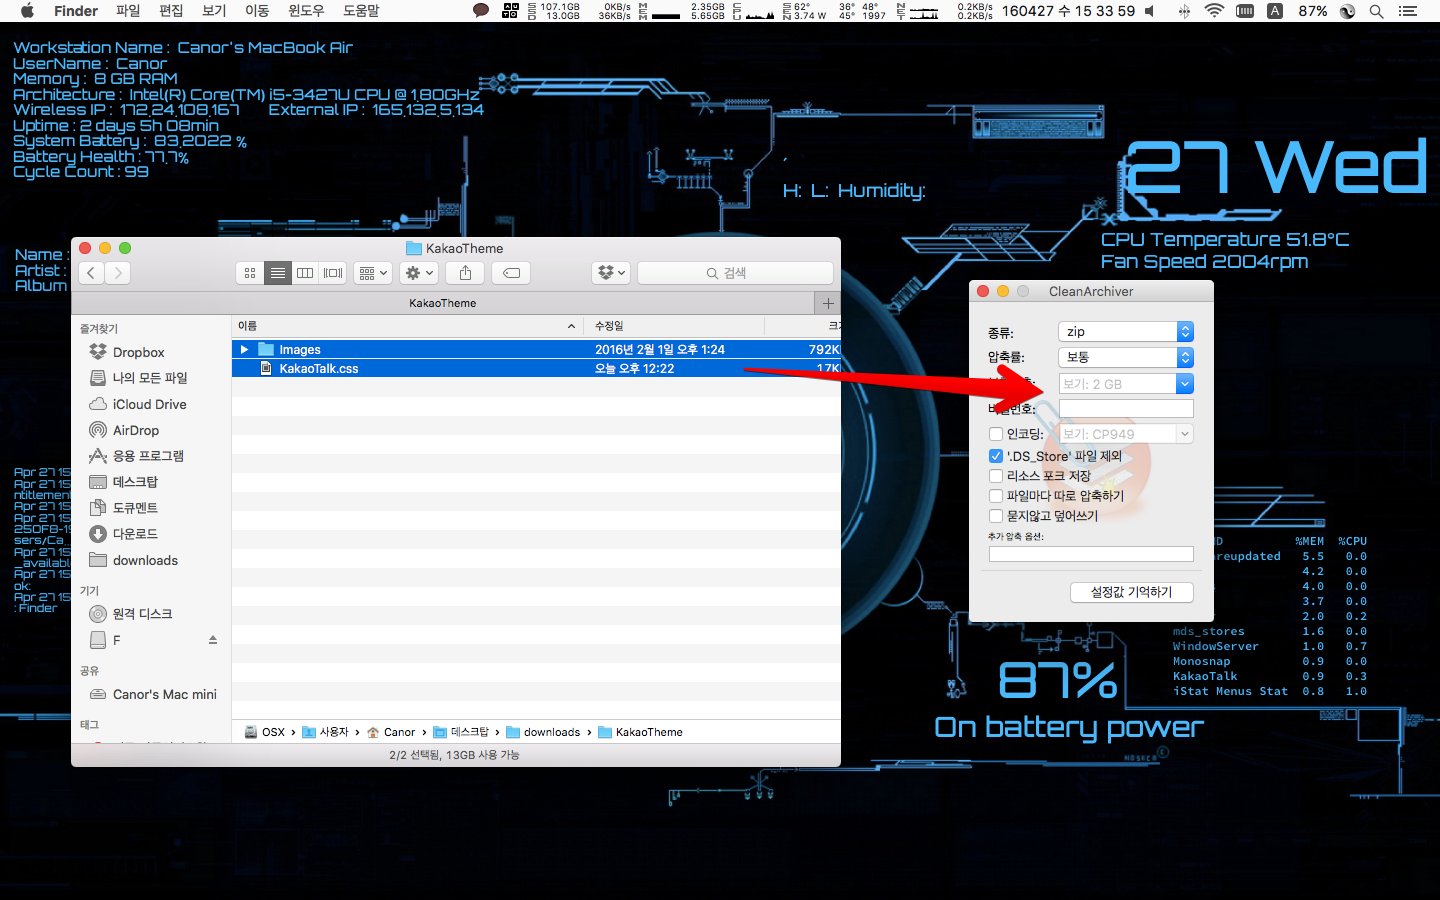 Finder 파일 편집 보기 이동 윈도우 도움말
107.1GB 13.0GB 0KB/s 36KB/s 2.35GB 5.65GB 62° 3.74 W 36° 45° 48° 1997 0.2KB/s 0.2KB/s 160427 수 15 33 59 A 87%
Workstation Name : Canor's MacBook Air
UserName : Canor
Memory : 8 GB RAM
Architecture : Intel(R) Core(TM) i5-3427U CPU @ 1.80GHz
Wireless IP : 172.24.108.167 External IP : 165.132.5.134
Uptime : 2 days 5h 08min
System Battery : 83.2022 %
Battery Health : 77.7%
Cycle Count : 99
H: L: Humidity:
27 Wed
CPU Temperature 51.8°C
Fan Speed 2004rpm
Name :
Artist :
Album
KakaoTheme
검색
KakaoTheme
즐겨찾기
Dropbox
나의 모든 파일
iCloud Drive
AirDrop
응용 프로그램
데스크탑
도큐멘트
다운로드
downloads
기기
원격 디스크
F
공유
Canor's Mac mini
태그
이름 수정일
Images 2016년 2월 1일 오후 1:24 792K
KakaoTalk.css 오늘 오후 12:22 17K
OSX › 사용자 › Canor › 데스크탑 › downloads › KakaoTheme
2/2 선택됨, 13GB 사용 가능
CleanArchiver
종류: zip
압축률: 보통
보기: 2 GB
비밀번호:
인코딩: 보기: CP949
'.DS_Store' 파일 제외
리소스 포크 저장
파일마다 따로 압축하기
묻지않고 덮어쓰기
추가 압축 옵션:
설정값 기억하기
Apr 27 15
Apr 27 15
ntitlement
Apr 27 15
250FB-19
sers/Ca...
Apr 27 15
_available
Apr 27 15
ok:
Apr 27 15
: Finder
%MEM %CPU
reupdated 5.5 0.0
4.2 0.0
4.0 0.0
3.7 0.0
2.0 0.2
mds_stores 1.6 0.0
WindowServer 1.0 0.7
Monosnap 0.9 0.0
KakaoTalk 0.9 0.3
iStat Menus Stat 0.8 1.0
87%
On battery power